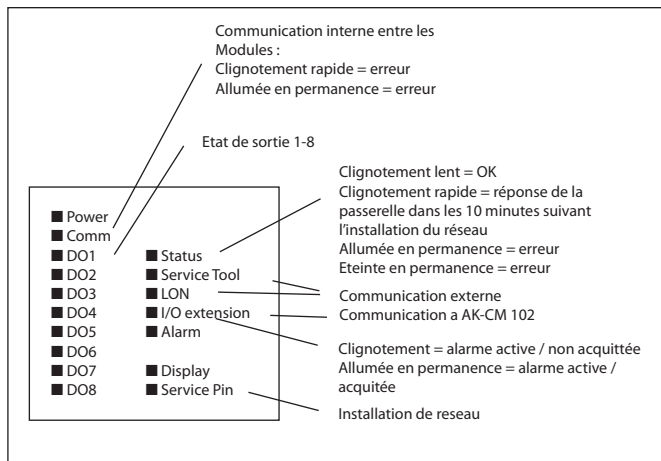 Communication interne entre les
Modules :
Clignotement rapide = erreur
Allumée en permanence = erreur
Etat de sortie 1-8
Clignotement lent = OK
Clignotement rapide = réponse de la
passerelle dans les 10 minutes suivant
l'installation du réseau
Allumée en permanence = erreur
Eteinte en permanence = erreur
Communication externe
Communication a AK-CM 102
Clignotement = alarme active / non acquittée
Allumée en permanence = alarme active /
acquitée
Installation de reseau
Power
Comm
DO1
DO2
DO3
DO4
DO5
DO6
DO7
DO8
Status
Service Tool
LON
I/O extension
Alarm
Display
Service Pin